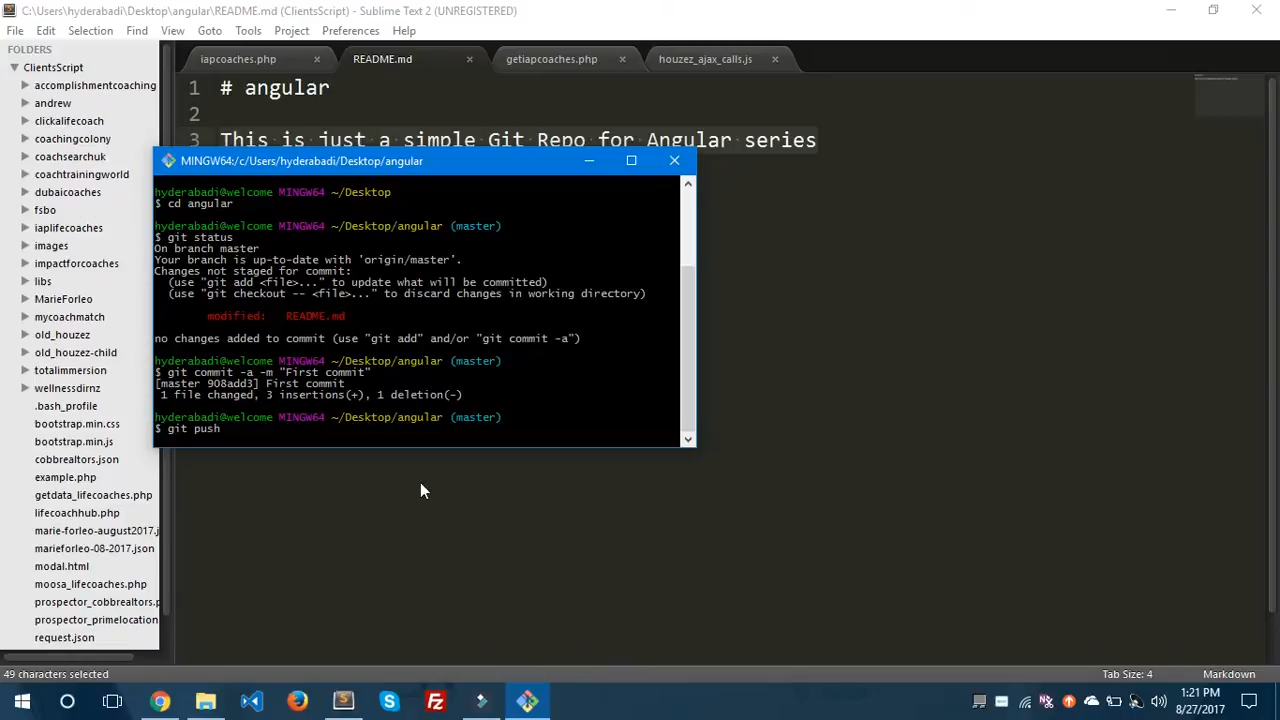 C:\Users\hyderabadi\Desktop\angular\README.md (ClientsScript) - Sublime Text 2 (UNREGISTERED)
File Edit Selection Find View Goto Tools Project Preferences Help
FOLDERS
ClientsScript
accomplishmentcoaching
andrew
clickalifecoach
coachingcolony
coachsearchuk
coachtrainingworld
dubaicoaches
fsbo
iaplifecoaches
images
impactforcoaches
libs
MarieForleo
mycoachmatch
old_houzez
old_houzez-child
totalimmersion
wellnessdirnz
.bash_profile
bootstrap.min.css
bootstrap.min.js
cobbrealtors.json
example.php
getdata_lifecoaches.php
lifecoachhub.php
marie-forleo-august2017.j
marieforleo-08-2017.json
modal.html
moosa_lifecoaches.php
prospector_cobbrealtors.p
prospector_primelocation
request.json
iapcoaches.php README.md getiapcoaches.php houzez_ajax_calls.js
1 # angular
2
3 This is just a simple Git Repo for Angular series
MINGW64:/c/Users/hyderabadi/Desktop/angular
hyderabadi@welcome MINGW64 ~/Desktop
$ cd angular
hyderabadi@welcome MINGW64 ~/Desktop/angular (master)
$ git status
On branch master
Your branch is up-to-date with 'origin/master'.
Changes not staged for commit:
(use "git add <file>..." to update what will be committed)
(use "git checkout -- <file>..." to discard changes in working directory)
modified: README.md
no changes added to commit (use "git add" and/or "git commit -a")
hyderabadi@welcome MINGW64 ~/Desktop/angular (master)
$ git commit -a -m "First commit"
[master 908add3] First commit
1 file changed, 3 insertions(+), 1 deletion(-)
hyderabadi@welcome MINGW64 ~/Desktop/angular (master)
$ git push
49 characters selected
Tab Size: 4 Markdown
1:21 PM
8/27/2017